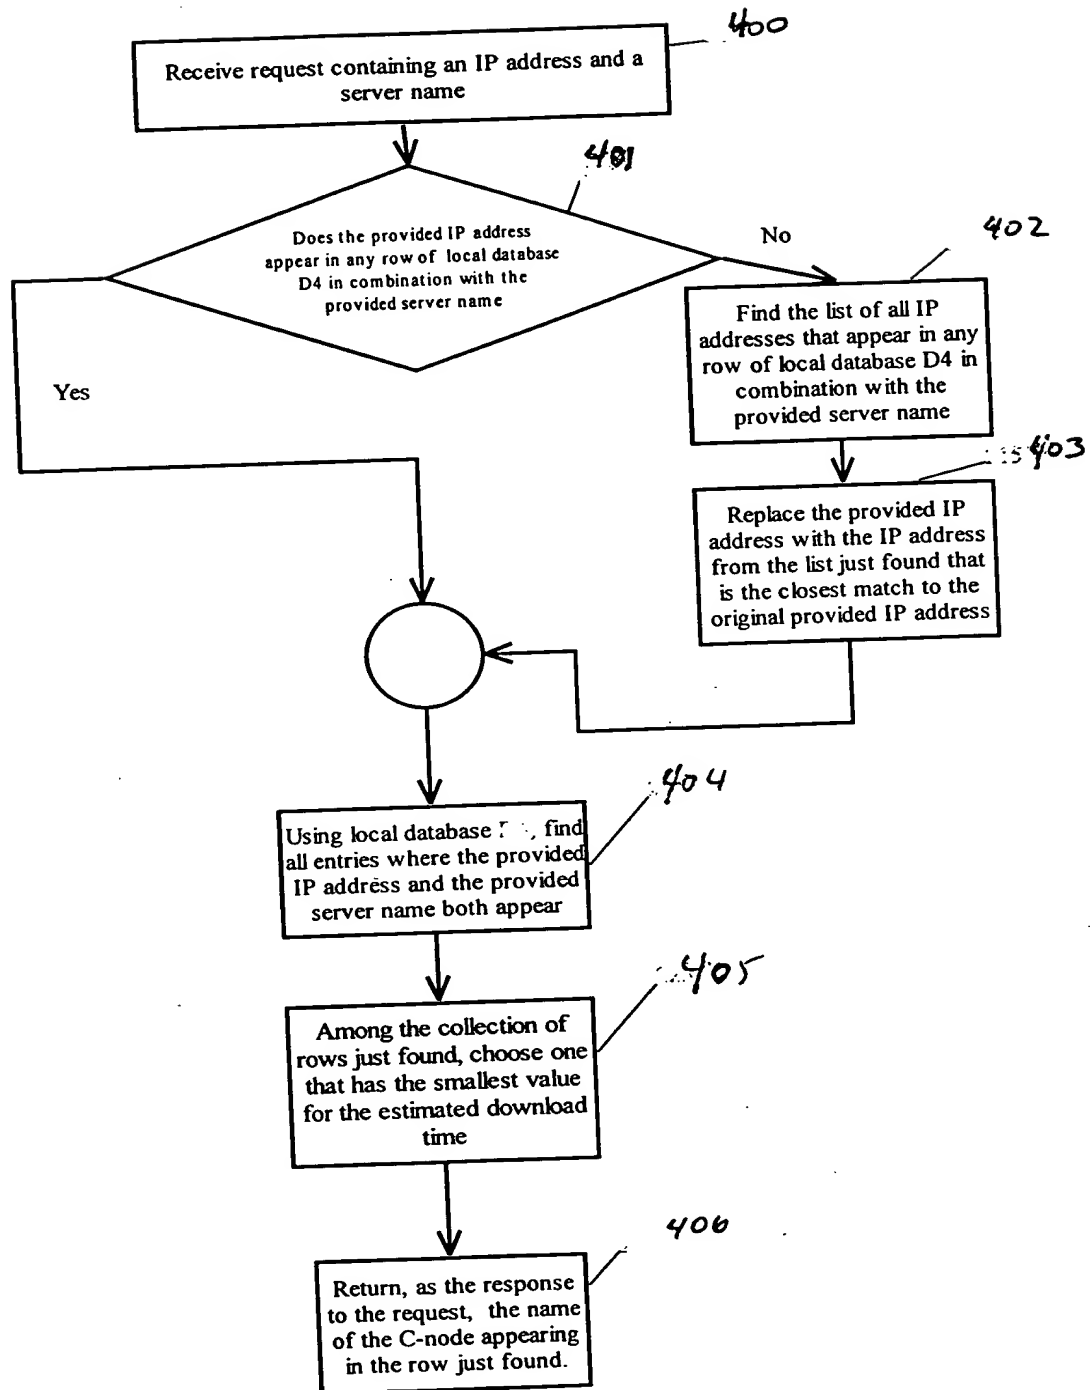 400
Receive request containing an IP address and a
server name
401
Does the provided IP address
appear in any row of local database
D4 in combination with the
provided server name
No
402
Yes
Find the list of all IP
addresses that appear in any
row of local database D4 in
combination with the
provided server name
403
Replace the provided IP
address with the IP address
from the list just found that
is the closest match to the
original provided IP address
404
Using local database , find
all entries where the provided
IP address and the provided
server name both appear
405
Among the collection of
rows just found, choose one
that has the smallest value
for the estimated download
time
406
Return, as the response
to the request, the name
of the C-node appearing
in the row just found.